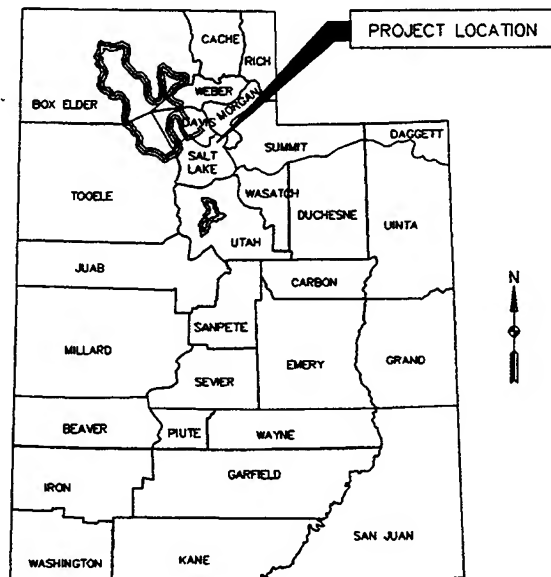 PROJECT LOCATION
CACHE
RICH
BOX ELDER
WEBER
DAVIS
MORGAN
DAGGETT
SALT
LAKE
SUMMIT
TOOELE
WASATCH
DUCHESNE
UINTA
UTAH
JUAB
CARBON
N
SANPETE
MILLARD
EMERY
GRAND
SEVIER
BEAVER
PIUTE
WAYNE
GARFIELD
IRON
SAN JUAN
WASHINGTON
KANE